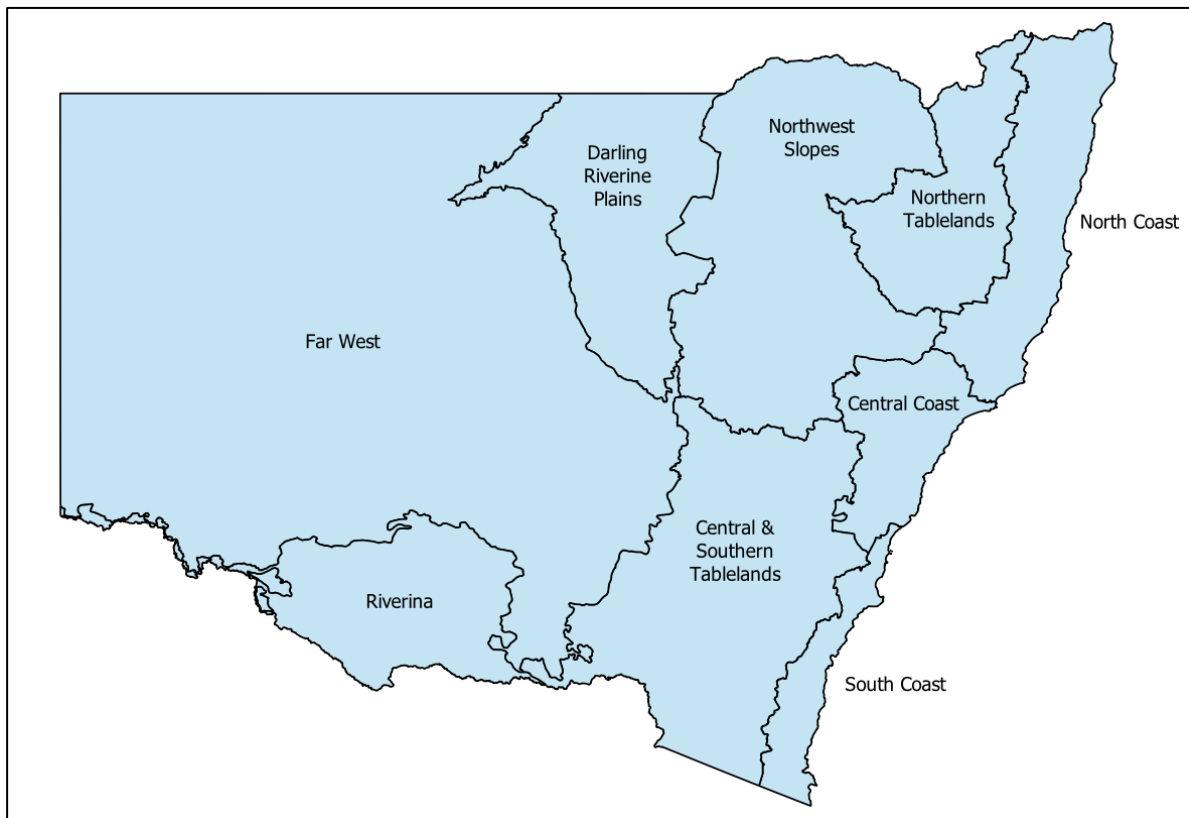 Northwest
Slopes
Darling
Riverine
Plains
Northern
Tablelands
North Coast
Far West
Central Coast
Central &
Southern
Tablelands
Riverina
South Coast